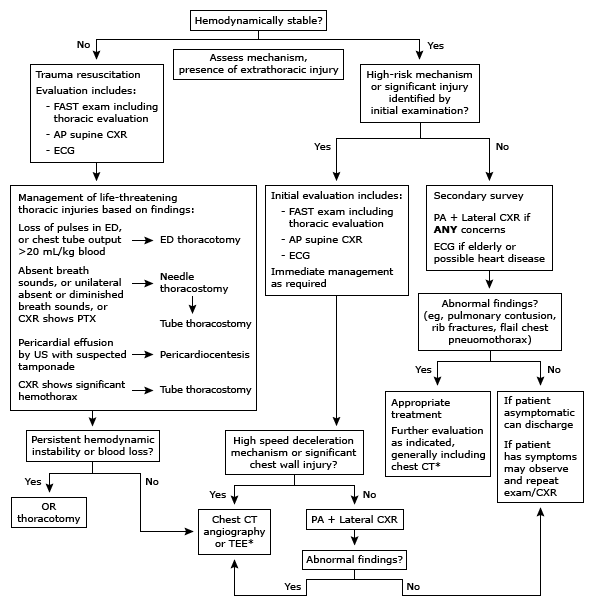 Hemodynamically stable?
No
Yes
Assess mechanism,
presence of extrathoracic injury
Trauma resuscitation
Evaluation includes:
- FAST exam including
thoracic evaluation
- AP supine CXR
- ECG
High-risk mechanism
or significant injury
identified by
initial examination?
Yes
No
Management of life-threatening
thoracic injuries based on findings:
Loss of pulses in ED,
or chest tube output
>20 mL/kg blood
ED thoracotomy
Absent breath
sounds, or unilateral
absent or diminished
breath sounds, or
CXR shows PTX
Needle
thoracostomy
Tube thoracostomy
Pericardial effusion
by US with suspected
tamponade
Pericardiocentesis
CXR shows significant
hemothorax
Tube thoracostomy
Initial evaluation includes:
- FAST exam including
thoracic evaluation
- AP supine CXR
- ECG
Immediate management
as required
Secondary survey
PA + Lateral CXR if
ANY concerns
ECG if elderly or
possible heart disease
Abnormal findings?
(eg, pulmonary contusion,
rib fractures, flail chest
pneuomothorax)
Yes
No
Appropriate
treatment
Further evaluation
as indicated,
generally including
chest CT*
If patient
asymptomatic
can discharge
If patient
has symptoms
may observe
and repeat
exam/CXR
Persistent hemodynamic
instability or blood loss?
Yes
No
OR
thoracotomy
High speed deceleration
mechanism or significant
chest wall injury?
Yes
No
Chest CT
angiography
or TEE*
PA + Lateral CXR
Abnormal findings?
Yes
No